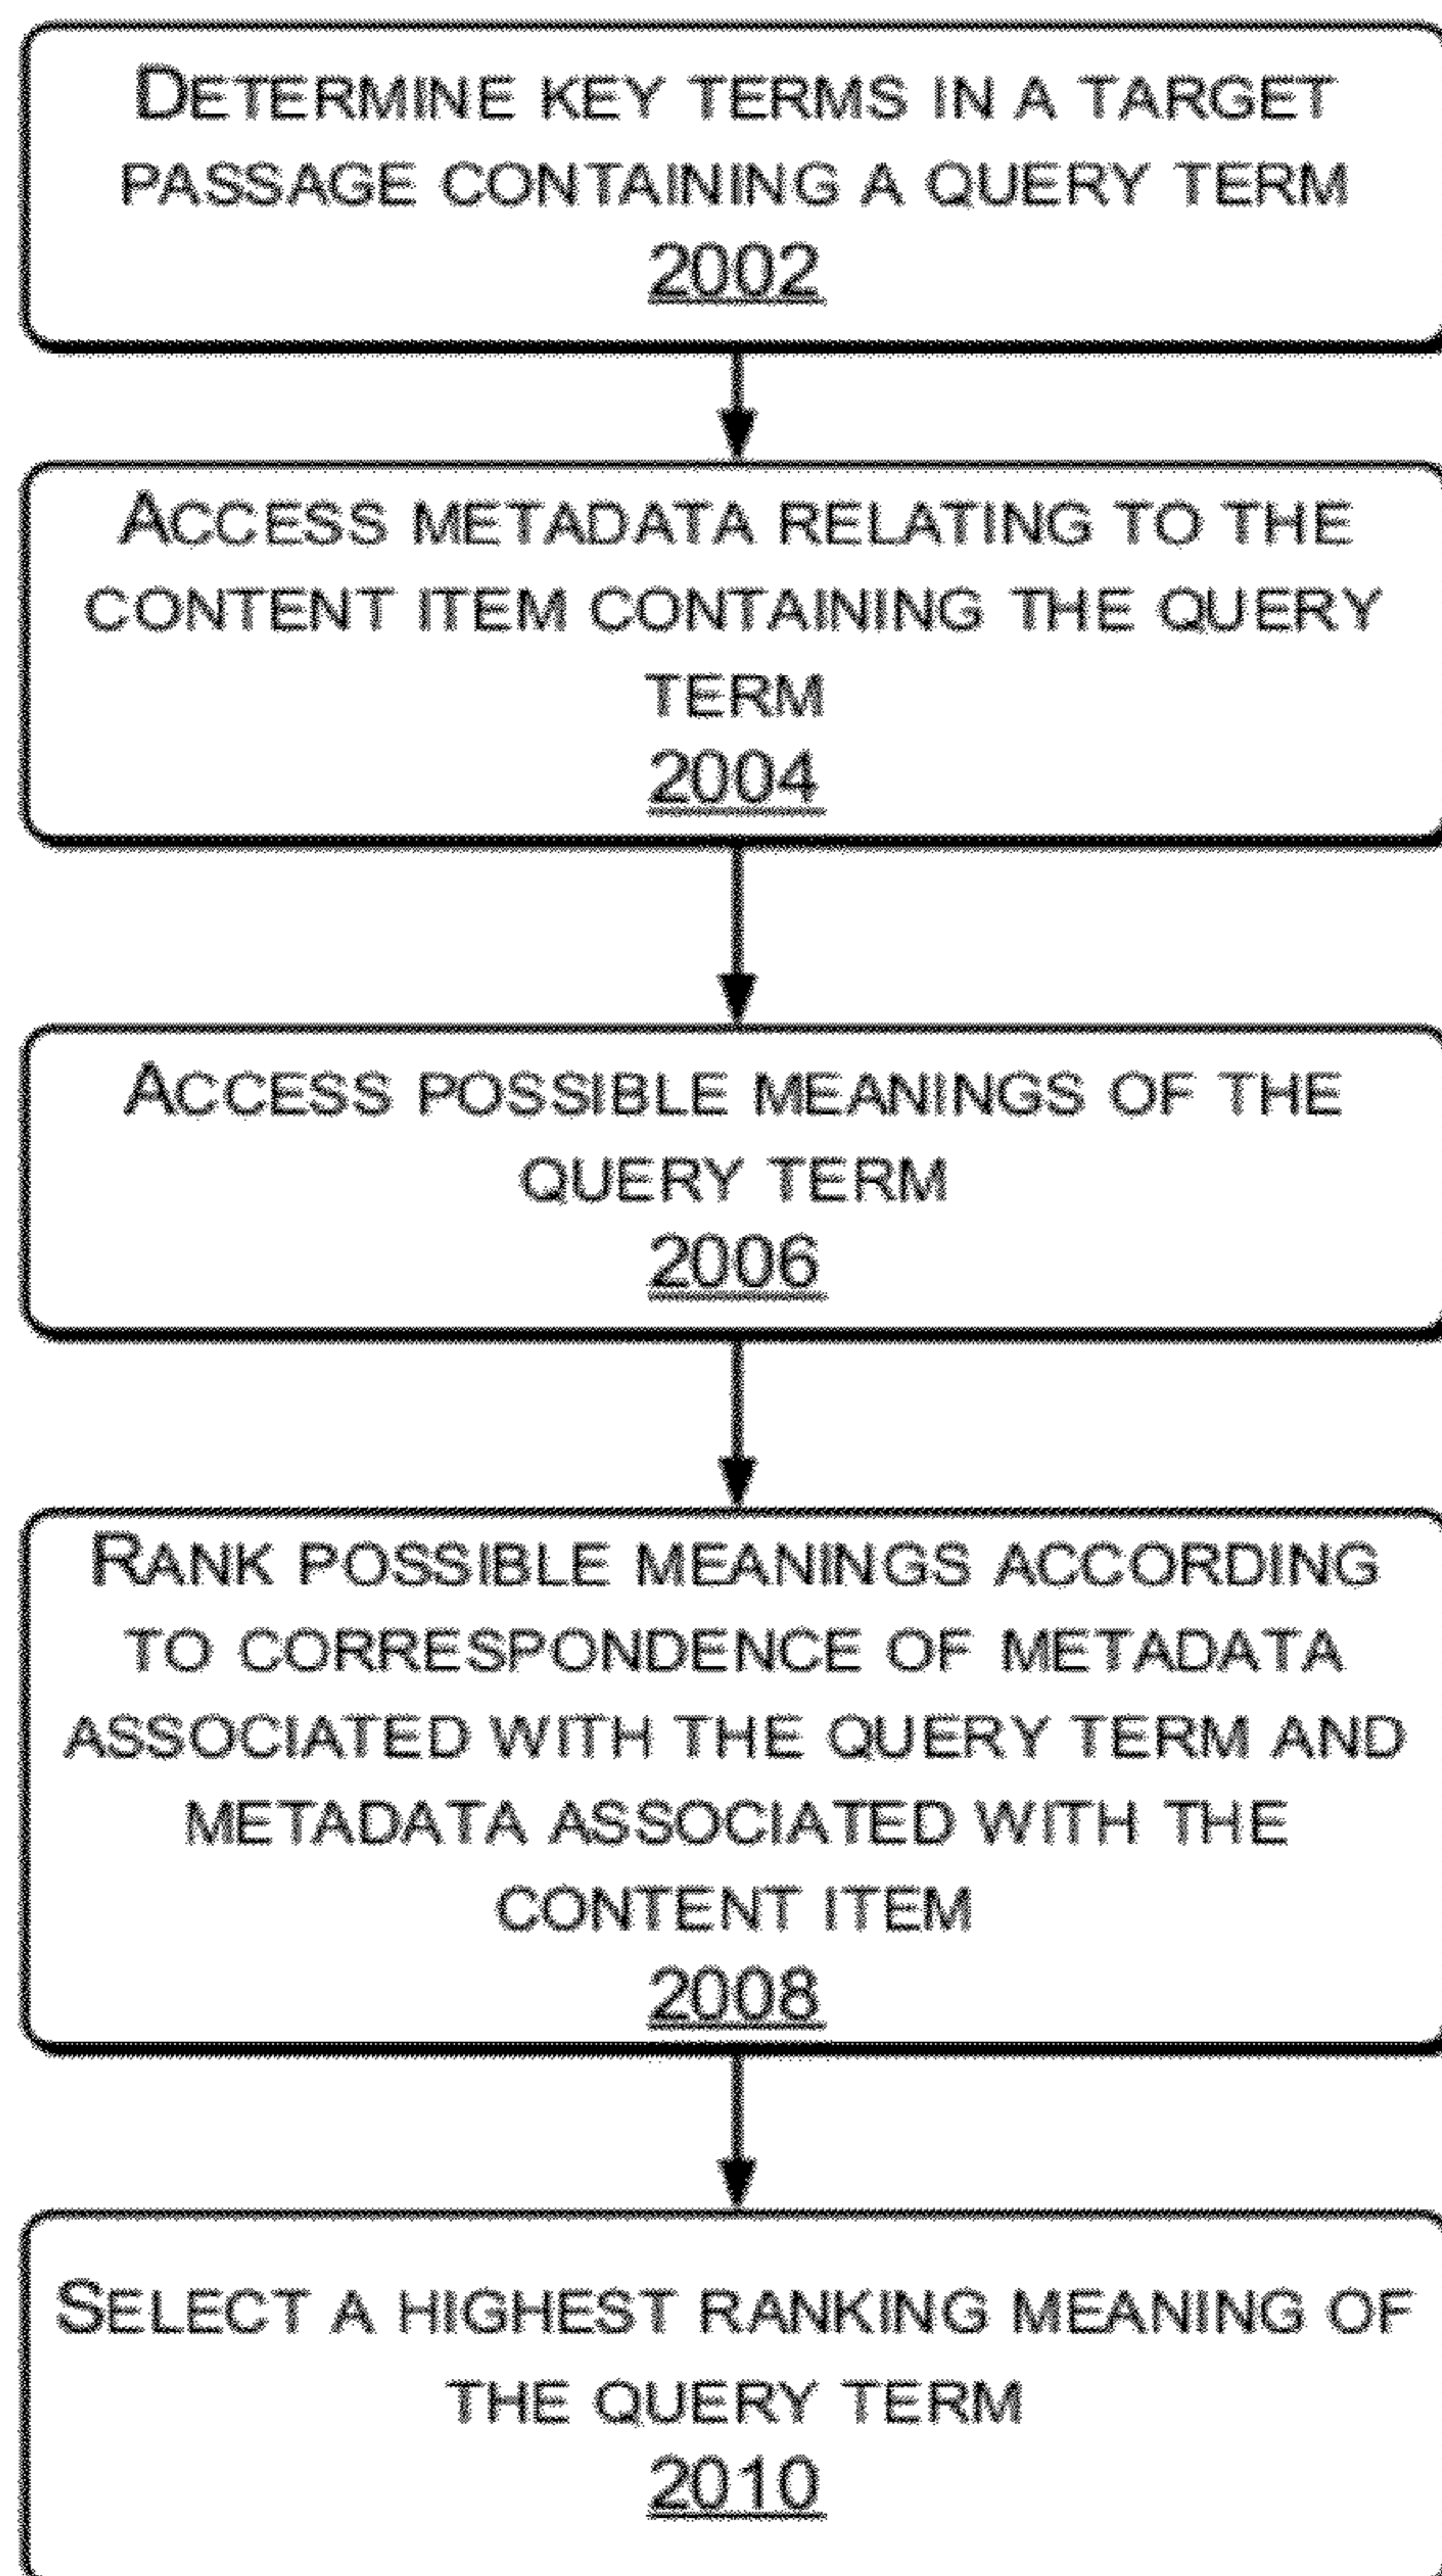 DETERMINE KEY TERMS IN A TARGET
PASSAGE CONTAINING A QUERY TERM
2002
ACCESS METADATA RELATING TO THE
CONTENT ITEM CONTAINING THE QUERY
TERM
2004
ACCESS POSSIBLE MEANINGS OF THE
QUERY TERM
2006
RANK POSSIBLE MEANINGS ACCORDING
TO CORRESPONDENCE OF METADATA
ASSOCIATED WITH THE QUERY TERM AND
METADATA ASSOCIATED WITH THE
CONTENT ITEM
2008
SELECT A HIGHEST RANKING MEANING OF
THE QUERY TERM
2010